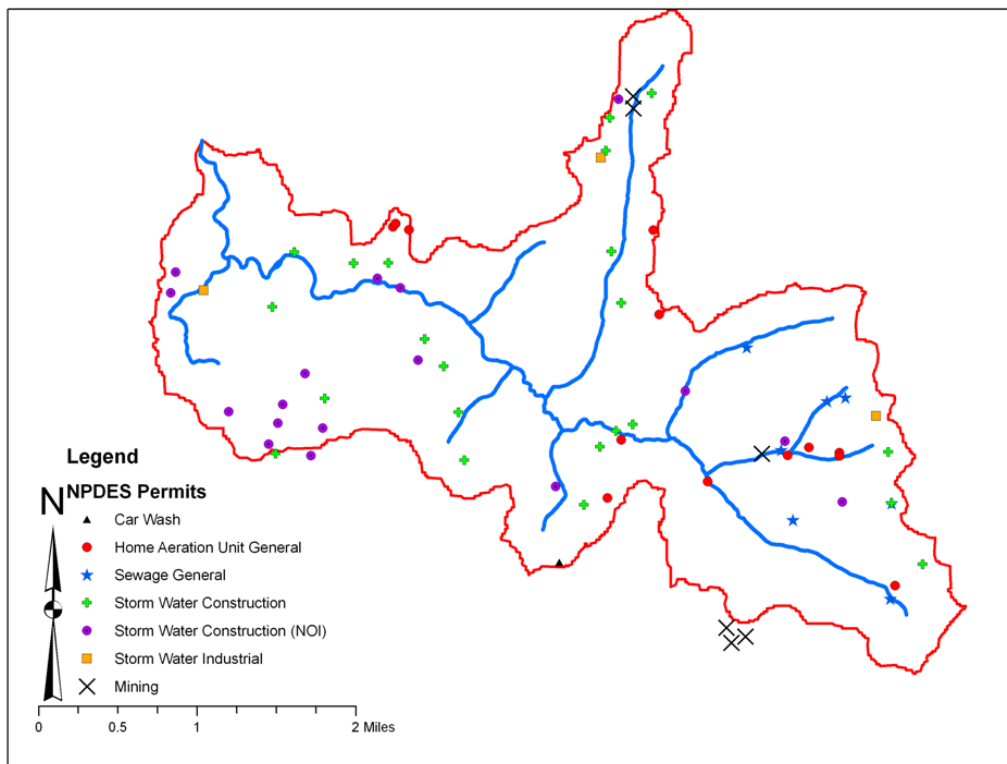 Legend
N
NPDES Permits
Car Wash
Home Aeration Unit General
Sewage General
Storm Water Construction
Storm Water Construction (NOI)
Storm Water Industrial
Mining
0 0.5 1 2 Miles